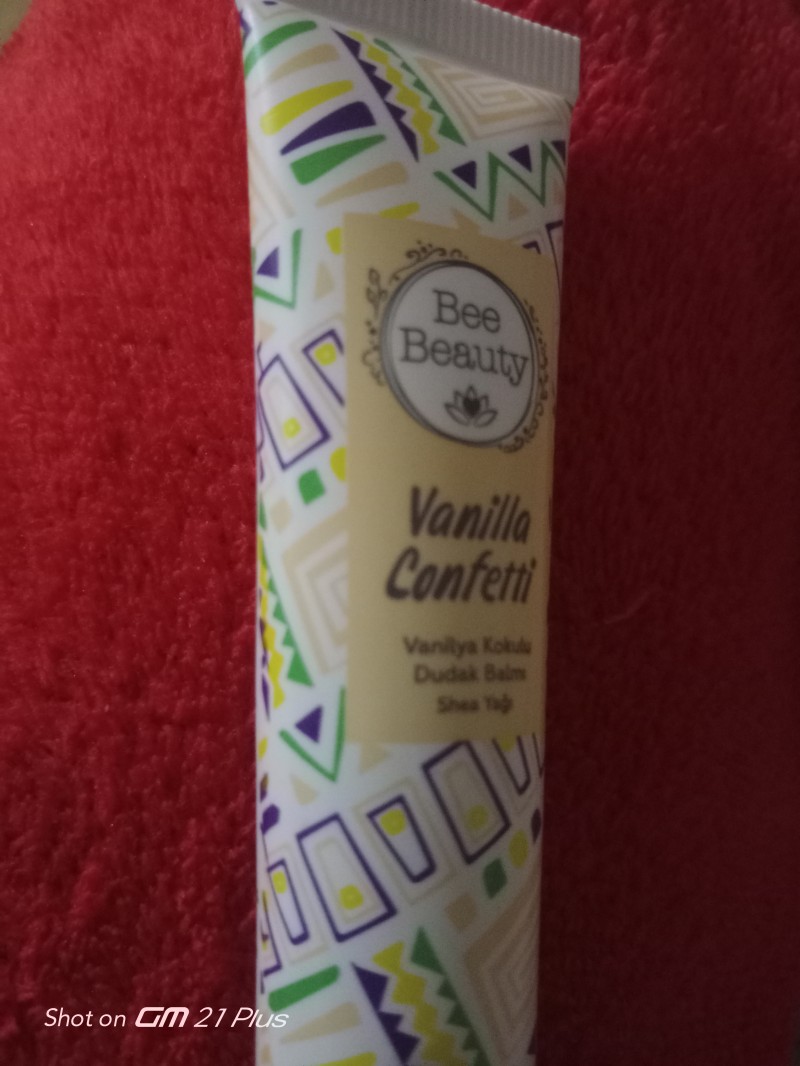 Bee
Beauty
Vanilla
Confetti
Vanilya Kokulu
Dudak Balmı
Shea Yağı
Shot on GM 21 Plus